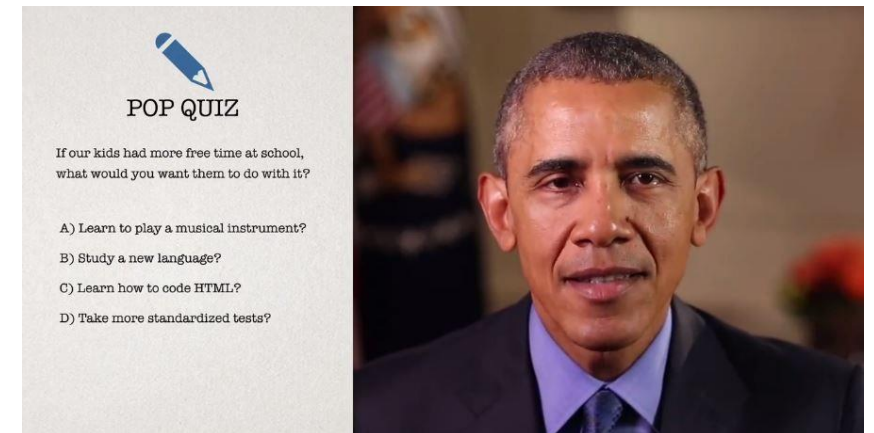 POP QUIZ
If our kids had more free time at school,
what would you want them to do with it?
A) Learn to play a musical instrument?
B) Study a new language?
C) Learn how to code HTML?
D) Take more standardized tests?